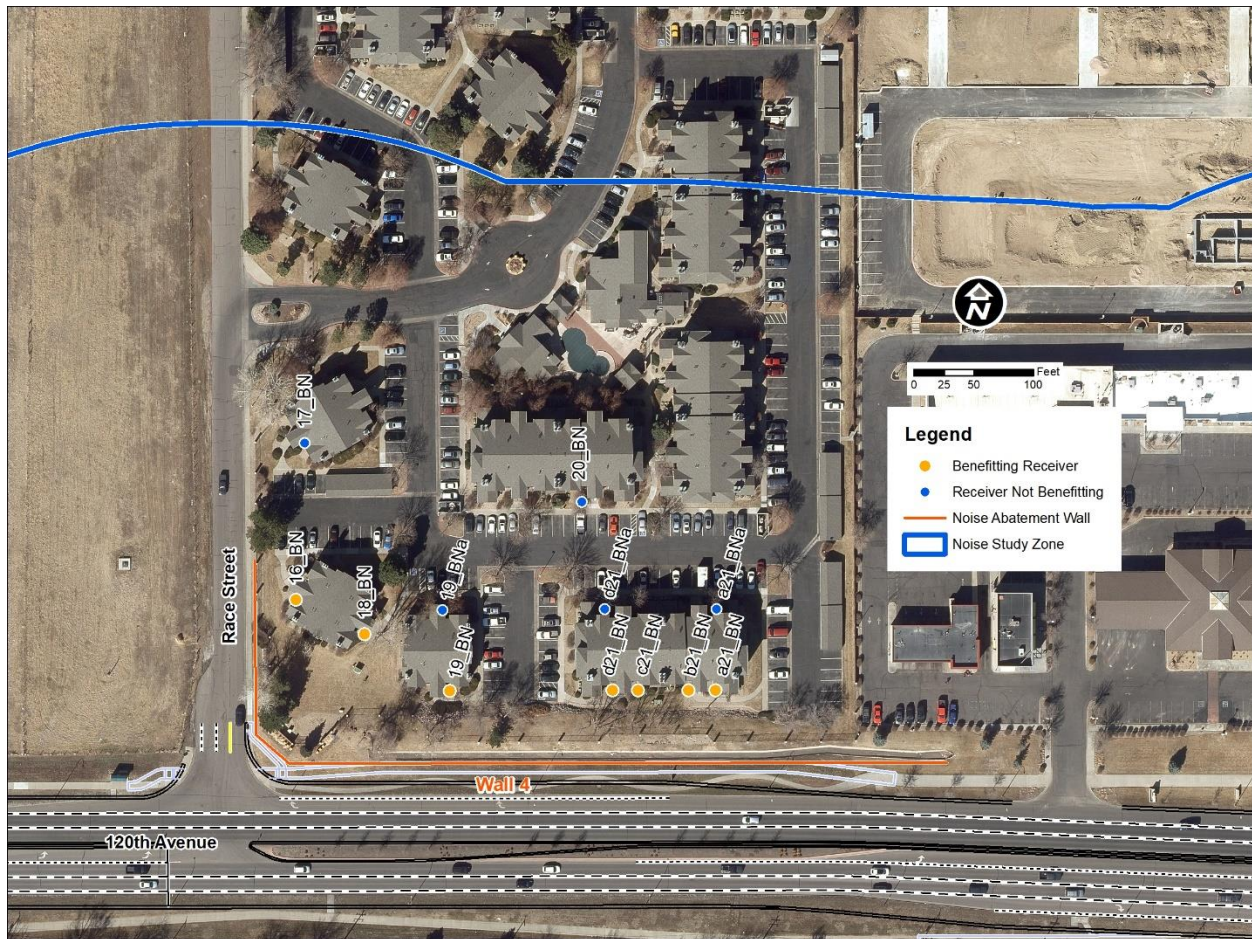 17_BN
20_BN
N
Feet
0 25 50 100
Legend
Benefitting Receiver
Receiver Not Benefitting
Noise Abatement Wall
Noise Study Zone
16_BN
18_BN
19_BNa
d21_BNa
a21_BNa
Race Street
19_BN
d21_BN
c21_BN
b21_BN
a21_BN
Wall 4
120th Avenue